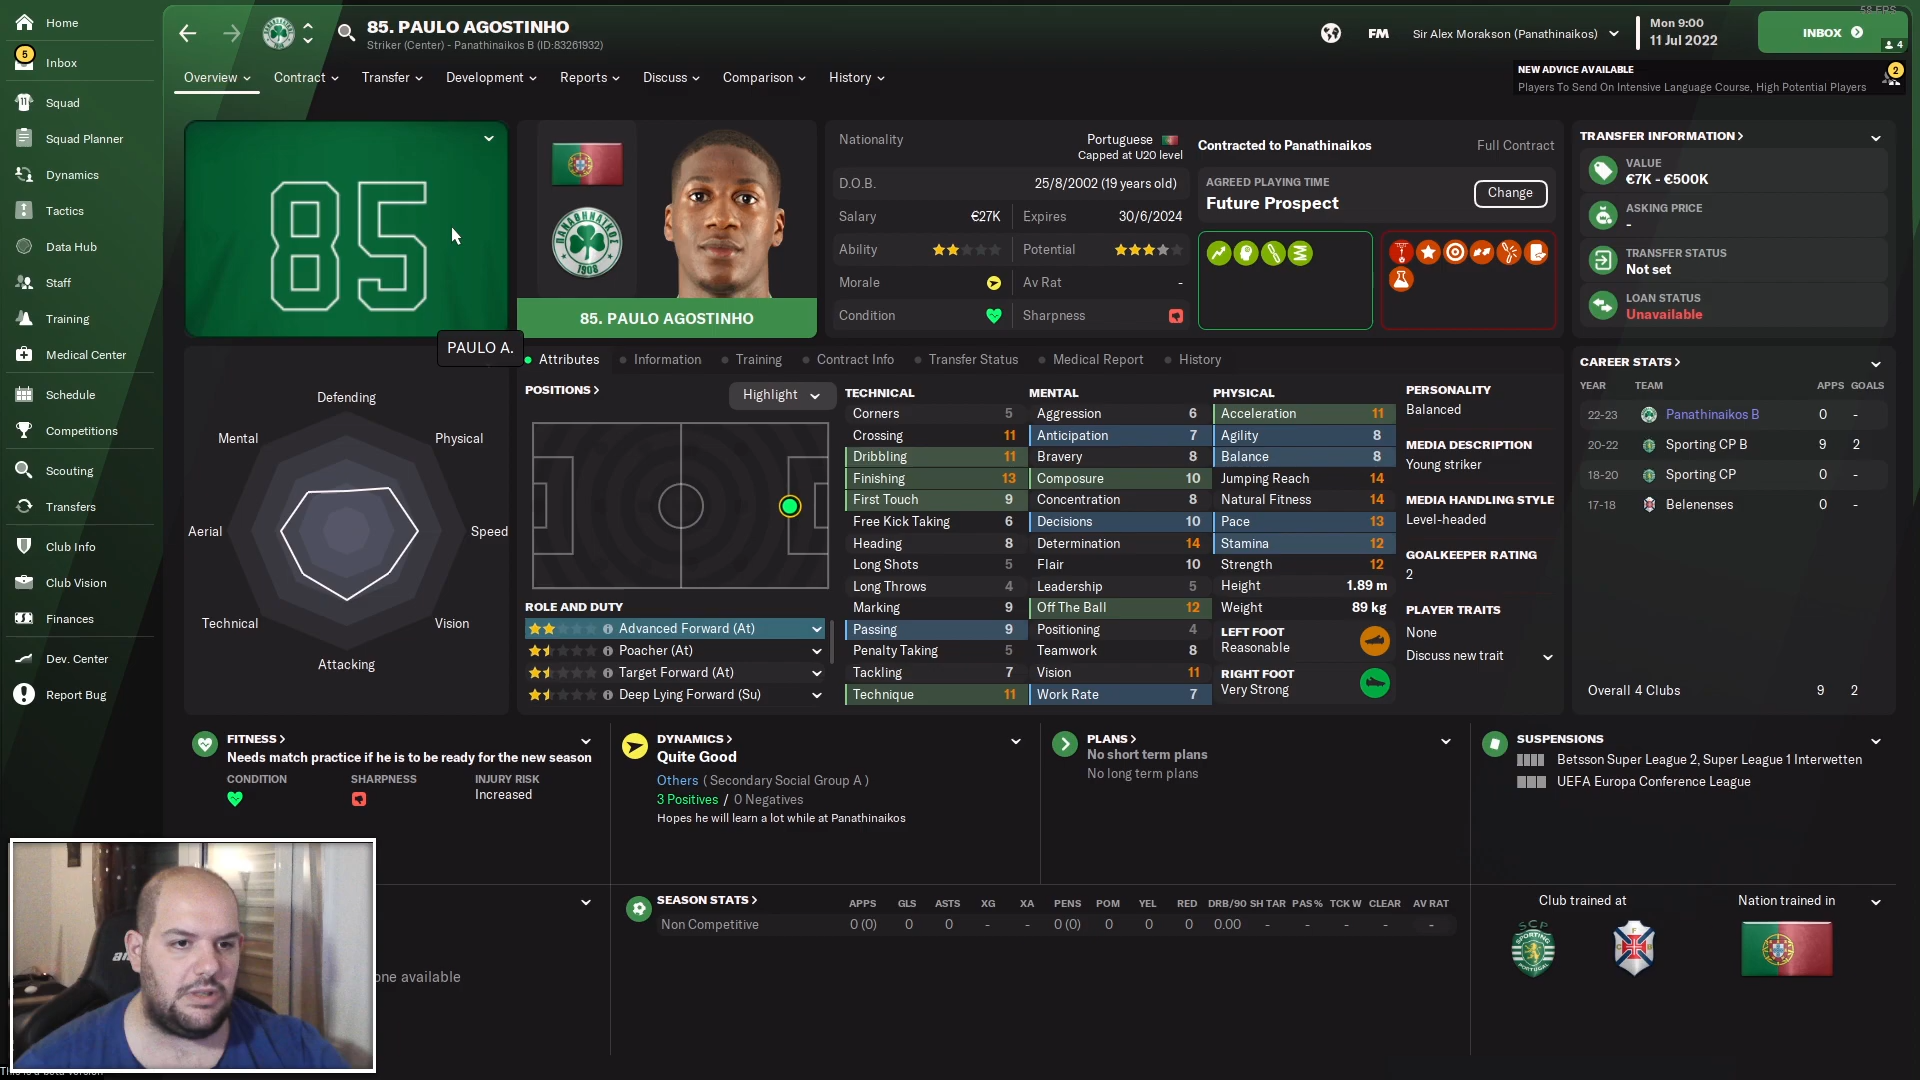 58 FPS
Home
5
Inbox
Squad
Squad Planner
Dynamics
Tactics
Data Hub
Staff
Training
Medical Center
Schedule
Competitions
Scouting
Transfers
Club Info
Club Vision
Finances
Dev. Center
Report Bug
85. PAULO AGOSTINHO
Striker (Center) - Panathinaikos B (ID:83261932)
FM
Sir Alex Morakson (Panathinaikos)
Mon 9:00
11 Jul 2022
INBOX
4
Overview
Contract
Transfer
Development
Reports
Discuss
Comparison
History
NEW ADVICE AVAILABLE
Players To Send On Intensive Language Course, High Potential Players
2
85
PAULO A.
ΠΑΝΑΘΗΝΑΪΚΟΣ
1908
85. PAULO AGOSTINHO
Nationality Portuguese
Capped at U20 level
D.O.B. 25/8/2002 (19 years old)
Salary €27K Expires 30/6/2024
Ability Potential
Morale Av Rat -
Condition Sharpness
Contracted to Panathinaikos Full Contract
AGREED PLAYING TIME
Future Prospect
Change
TRANSFER INFORMATION
VALUE
€7K - €500K
ASKING PRICE
-
TRANSFER STATUS
Not set
LOAN STATUS
Unavailable
Attributes Information Training Contract Info Transfer Status Medical Report History
Defending
Mental Physical
Aerial Speed
Technical Vision
Attacking
POSITIONS
Highlight
ROLE AND DUTY
Advanced Forward (At)
Poacher (At)
Target Forward (At)
Deep Lying Forward (Su)
TECHNICAL
Corners 5
Crossing 11
Dribbling 11
Finishing 13
First Touch 9
Free Kick Taking 6
Heading 8
Long Shots 5
Long Throws 4
Marking 9
Passing 9
Penalty Taking 5
Tackling 7
Technique 11
MENTAL
Aggression 6
Anticipation 7
Bravery 8
Composure 10
Concentration 8
Decisions 10
Determination 14
Flair 10
Leadership 5
Off The Ball 12
Positioning 4
Teamwork 8
Vision 11
Work Rate 7
PHYSICAL
Acceleration 11
Agility 8
Balance 8
Jumping Reach 14
Natural Fitness 14
Pace 13
Stamina 12
Strength 12
Height 1.89 m
Weight 89 kg
LEFT FOOT
Reasonable
RIGHT FOOT
Very Strong
PERSONALITY
Balanced
MEDIA DESCRIPTION
Young striker
MEDIA HANDLING STYLE
Level-headed
GOALKEEPER RATING
2
PLAYER TRAITS
None
Discuss new trait
CAREER STATS
YEAR TEAM APPS GOALS
22-23 Panathinaikos B 0 -
20-22 Sporting CP B 9 2
18-20 Sporting CP 0 -
17-18 Belenenses 0 -
Overall 4 Clubs 9 2
FITNESS
Needs match practice if he is to be ready for the new season
CONDITION SHARPNESS INJURY RISK
Increased
DYNAMICS
Quite Good
Others ( Secondary Social Group A )
3 Positives / 0 Negatives
Hopes he will learn a lot while at Panathinaikos
PLANS
No short term plans
No long term plans
SUSPENSIONS
Betsson Super League 2, Super League 1 Interwetten
UEFA Europa Conference League
one available
SEASON STATS APPS GLS ASTS XG XA PENS POM YEL RED DRB/90 SH TAR PAS % TCK W CLEAR AV RAT
Non Competitive 0 (0) 0 0 - - 0 (0) 0 0 0 0.00 - - - - -
Club trained at Nation trained in
SCP
SPORTING
PORTUGAL
This is a beta version